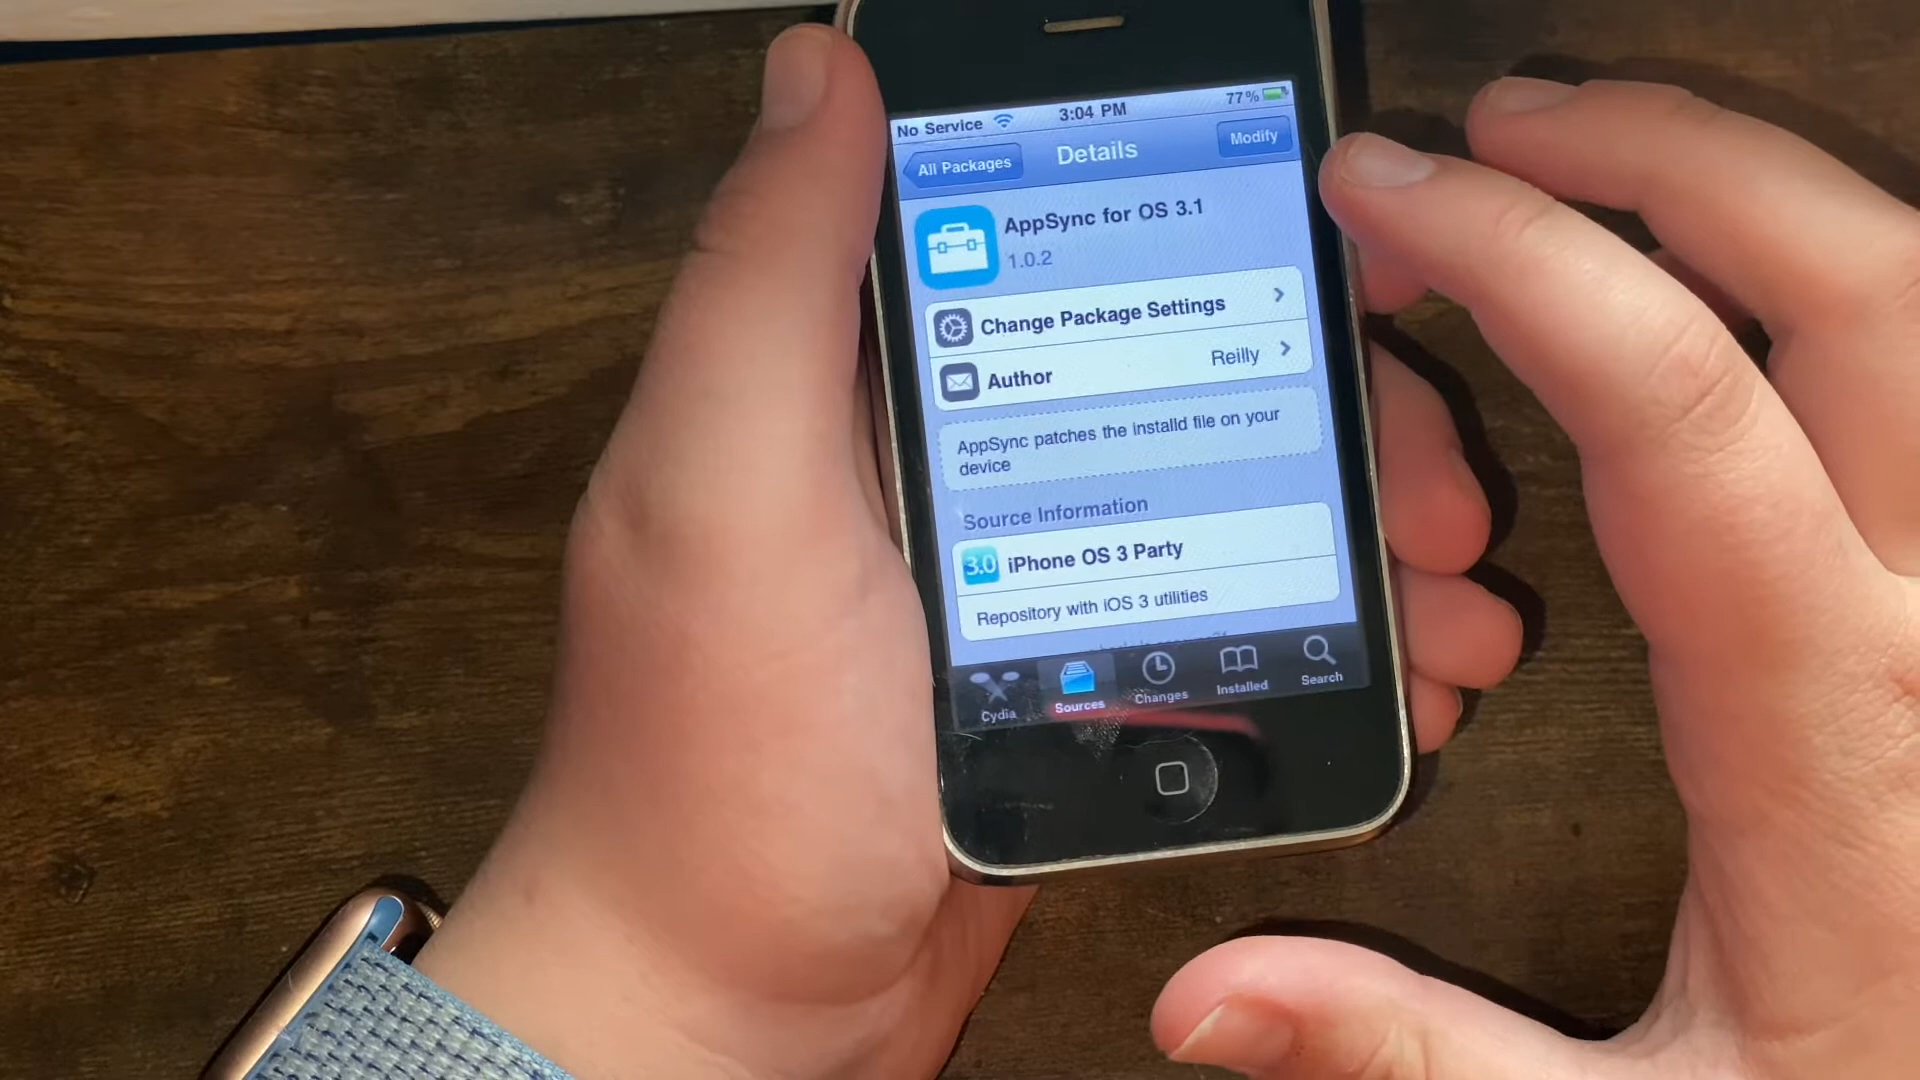 No Service 3:04 PM 77%
All Packages Details Modify
AppSync for OS 3.1
1.0.2
Change Package Settings
Author Reilly
AppSync patches the installd file on your
device
Source Information
3.0 iPhone OS 3 Party
Repository with iOS 3 utilities
Cydia Sources Changes Installed Search